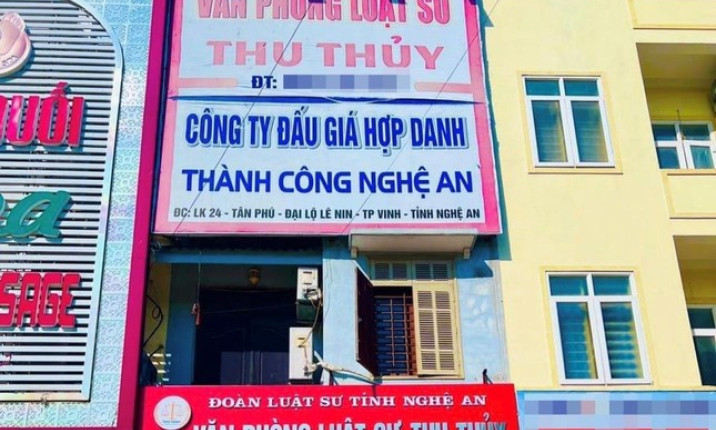 VĂN PHÒNG LUẬT SƯ
THU THỦY
ĐT:
CÔNG TY ĐẤU GIÁ HỢP DANH
THÀNH CÔNG NGHỆ AN
ĐC: LK 24 - TÂN PHÚ - ĐẠI LỘ LÊ NIN - TP VINH - TỈNH NGHỆ AN
ĐOÀN LUẬT SƯ TỈNH NGHỆ AN
VĂN PHÒNG LUẬT SƯ THU THỦY